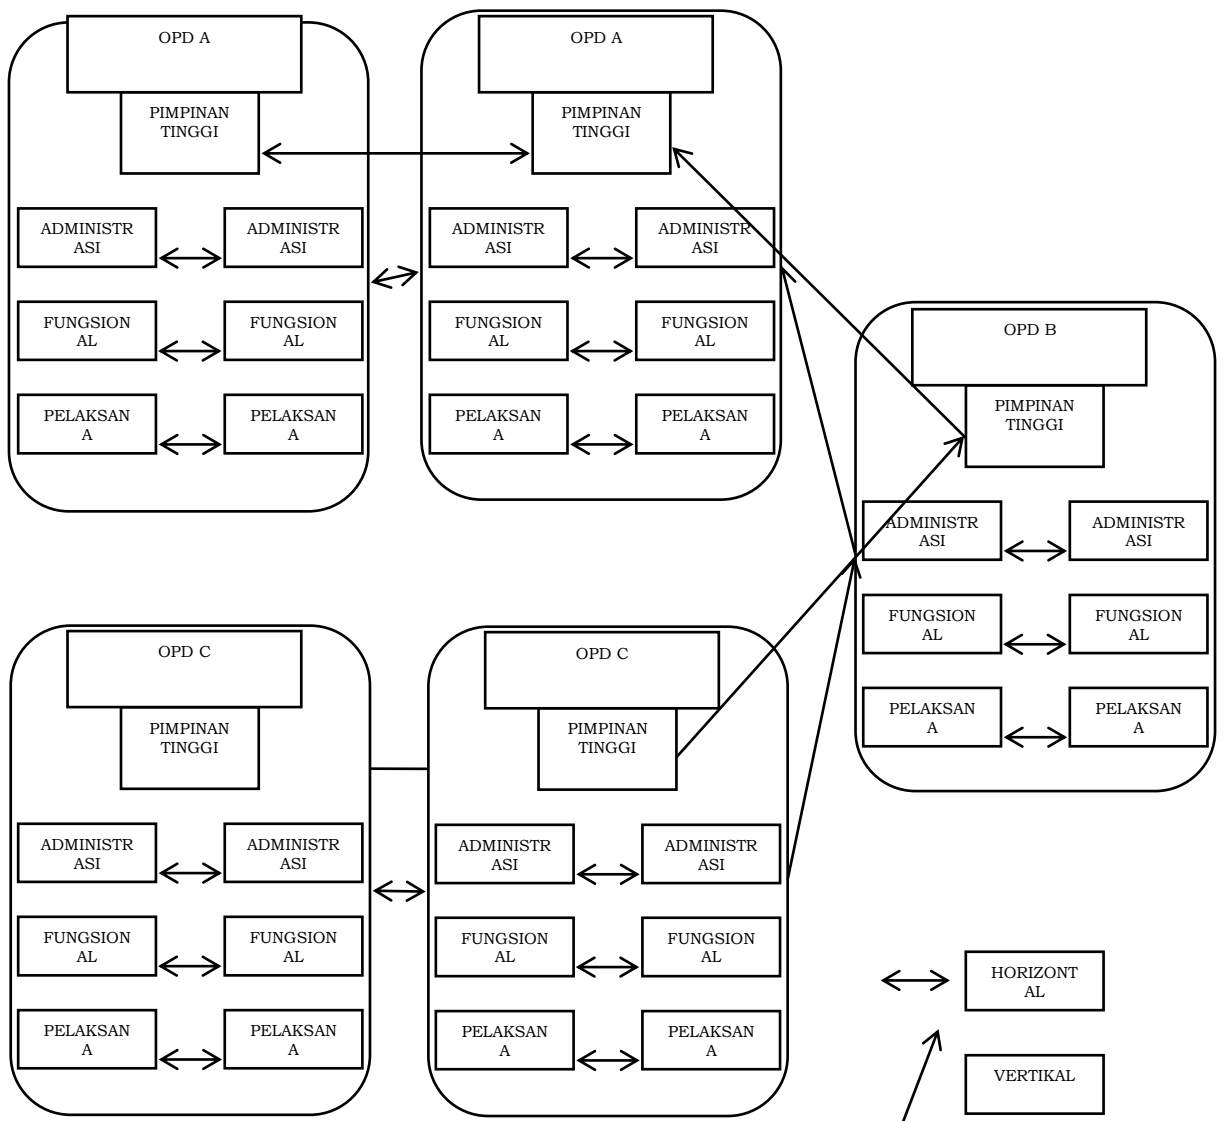 OPD A
PIMPINAN
TINGGI
ADMINISTR
ASI
ADMINISTR
ASI
FUNGSION
AL
FUNGSION
AL
PELAKSAN
A
PELAKSAN
A
OPD A
PIMPINAN
TINGGI
ADMINISTR
ASI
ADMINISTR
ASI
FUNGSION
AL
FUNGSION
AL
PELAKSAN
A
PELAKSAN
A
OPD B
PIMPINAN
TINGGI
ADMINISTR
ASI
ADMINISTR
ASI
FUNGSION
AL
FUNGSION
AL
PELAKSAN
A
PELAKSAN
A
OPD C
PIMPINAN
TINGGI
ADMINISTR
ASI
ADMINISTR
ASI
FUNGSION
AL
FUNGSION
AL
PELAKSAN
A
PELAKSAN
A
OPD C
PIMPINAN
TINGGI
ADMINISTR
ASI
ADMINISTR
ASI
FUNGSION
AL
FUNGSION
AL
PELAKSAN
A
PELAKSAN
A
HORIZONT
AL
VERTIKAL